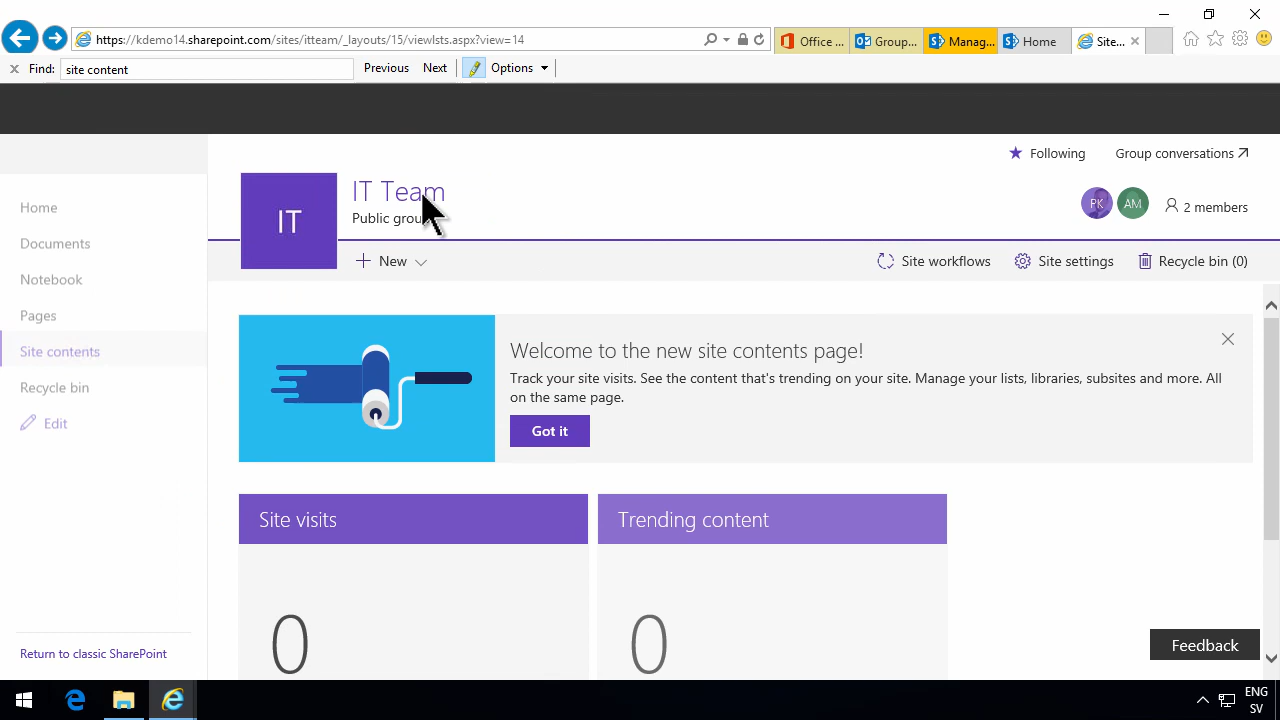 https://kdemo14.sharepoint.com/sites/itteam/_layouts/15/viewlsts.aspx?view=14
Office ...
Group...
Manag...
Home
Site...
Find:
site content
Previous
Next
Options
Following
Group conversations
Home
Documents
Notebook
Pages
Site contents
Recycle bin
Edit
Return to classic SharePoint
IT
IT Team
Public group
PK
AM
2 members
New
Site workflows
Site settings
Recycle bin (0)
Welcome to the new site contents page!
Track your site visits. See the content that's trending on your site. Manage your lists, libraries, subsites and more. All
on the same page.
Got it
Site visits
Trending content
0
0
Feedback
ENG
SV